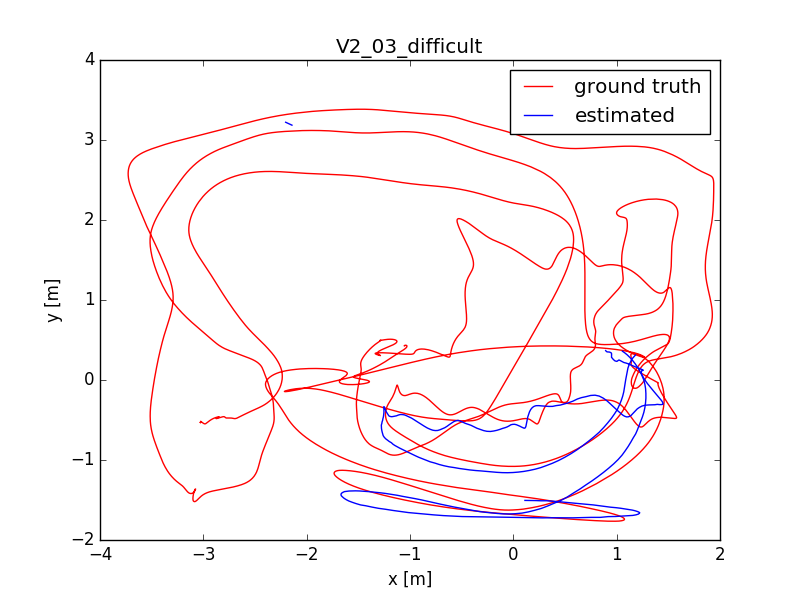 V2_03_difficult
ground truth
estimated
4
3
2
1
0
−1
−2
y [m]
−4 −3 −2 −1 0 1 2
x [m]